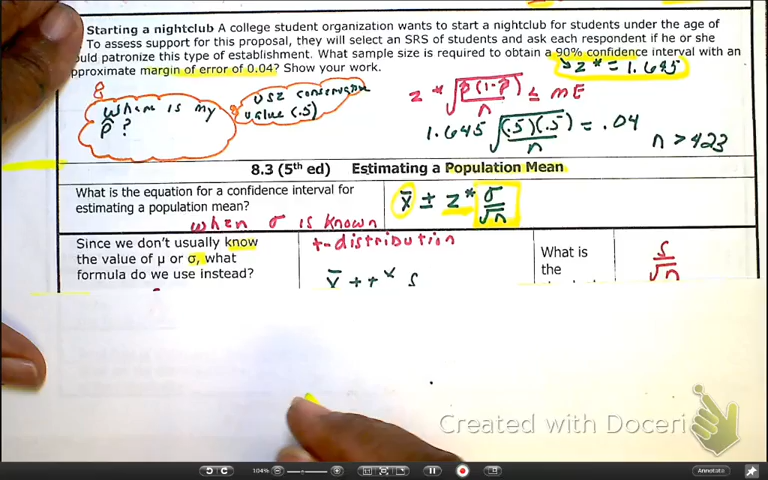 Starting a nightclub A college student organization wants to start a nightclub for students under the age of
To assess support for this proposal, they will select an SRS of students and ask each respondent if he or she
ould patronize this type of establishment. What sample size is required to obtain a 90% confidence interval with an
pproximate margin of error of 0.04? Show your work.
z* = 1.645
Where is my
p̂?
use conservative
value (.5)
z* √(p̂(1-p̂)/n) ≤ ME
1.645 √((.5)(.5)/n) = .04
n > 423
8.3 (5th ed) Estimating a Population Mean
What is the equation for a confidence interval for
estimating a population mean?
when σ is known
x̄ ± z* σ/√n
Since we don't usually know
the value of μ or σ, what
formula do we use instead?
t-distribution
x̄ ± t* s
What is
the
s/√n
Created with Doceri
104%
Annotate